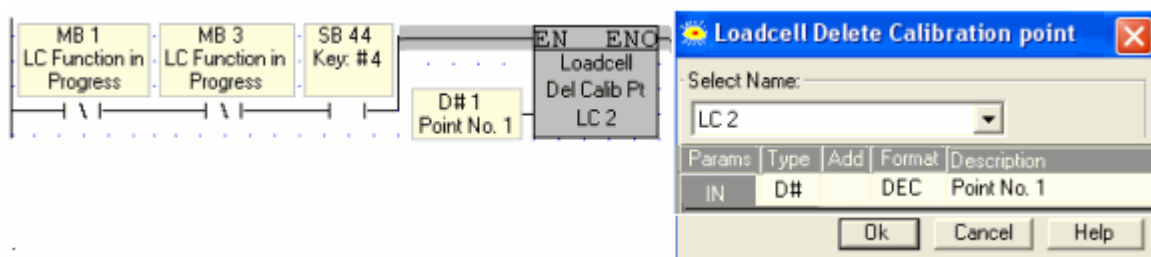 MB 1
LC Function in
Progress
MB 3
LC Function in
Progress
SB 44
Key: #4
D# 1
Point No. 1
EN ENO
Loadcell
Del Calib Pt
LC 2
Loadcell Delete Calibration point
Select Name:
LC 2
Params Type Add Format Description
IN D# DEC Point No. 1
Ok Cancel Help